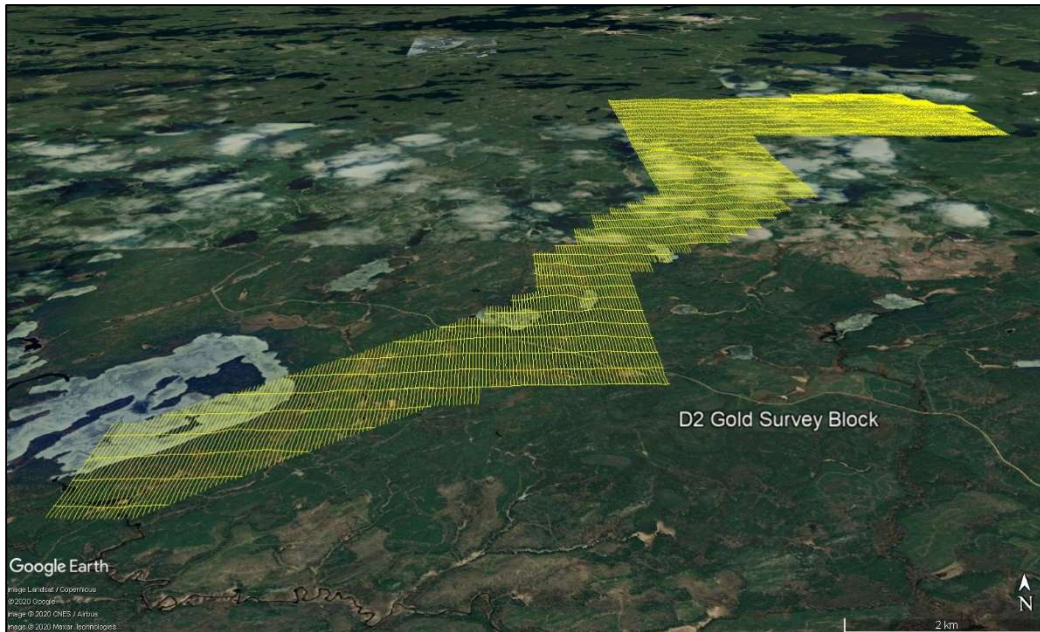 D2 Gold Survey Block
Google Earth
Image Landsat / Copernicus
© 2020 Google
Image © 2020 CNES / Airbus
Image © 2020 Maxar Technologies
N
2 km